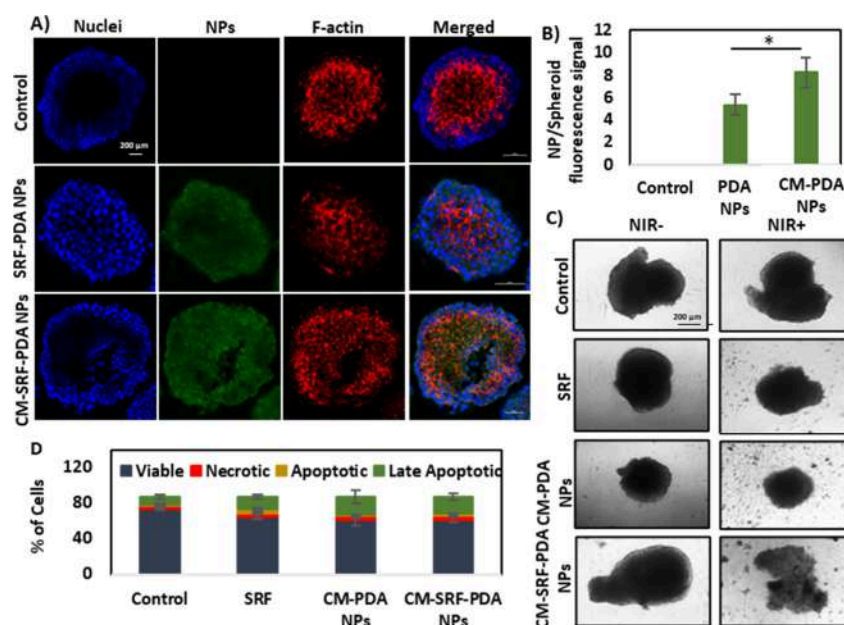 A)
Nuclei NPs F-actin Merged
Control
200 µm
SRF-PDA NPs
CM-SRF-PDA NPs
B)
NP/Spheroid
fluorescence signal
12
10
8
6
4
2
0
*
Control PDA NPs CM-PDA NPs
C)
NIR- NIR+
Control
200 µm
SRF
CM-PDA NPs
CM-SRF-PDA NPs
D
% of Cells
120
80
40
0
Viable Necrotic Apoptotic Late Apoptotic
Control SRF CM-PDA NPs CM-SRF-PDA NPs